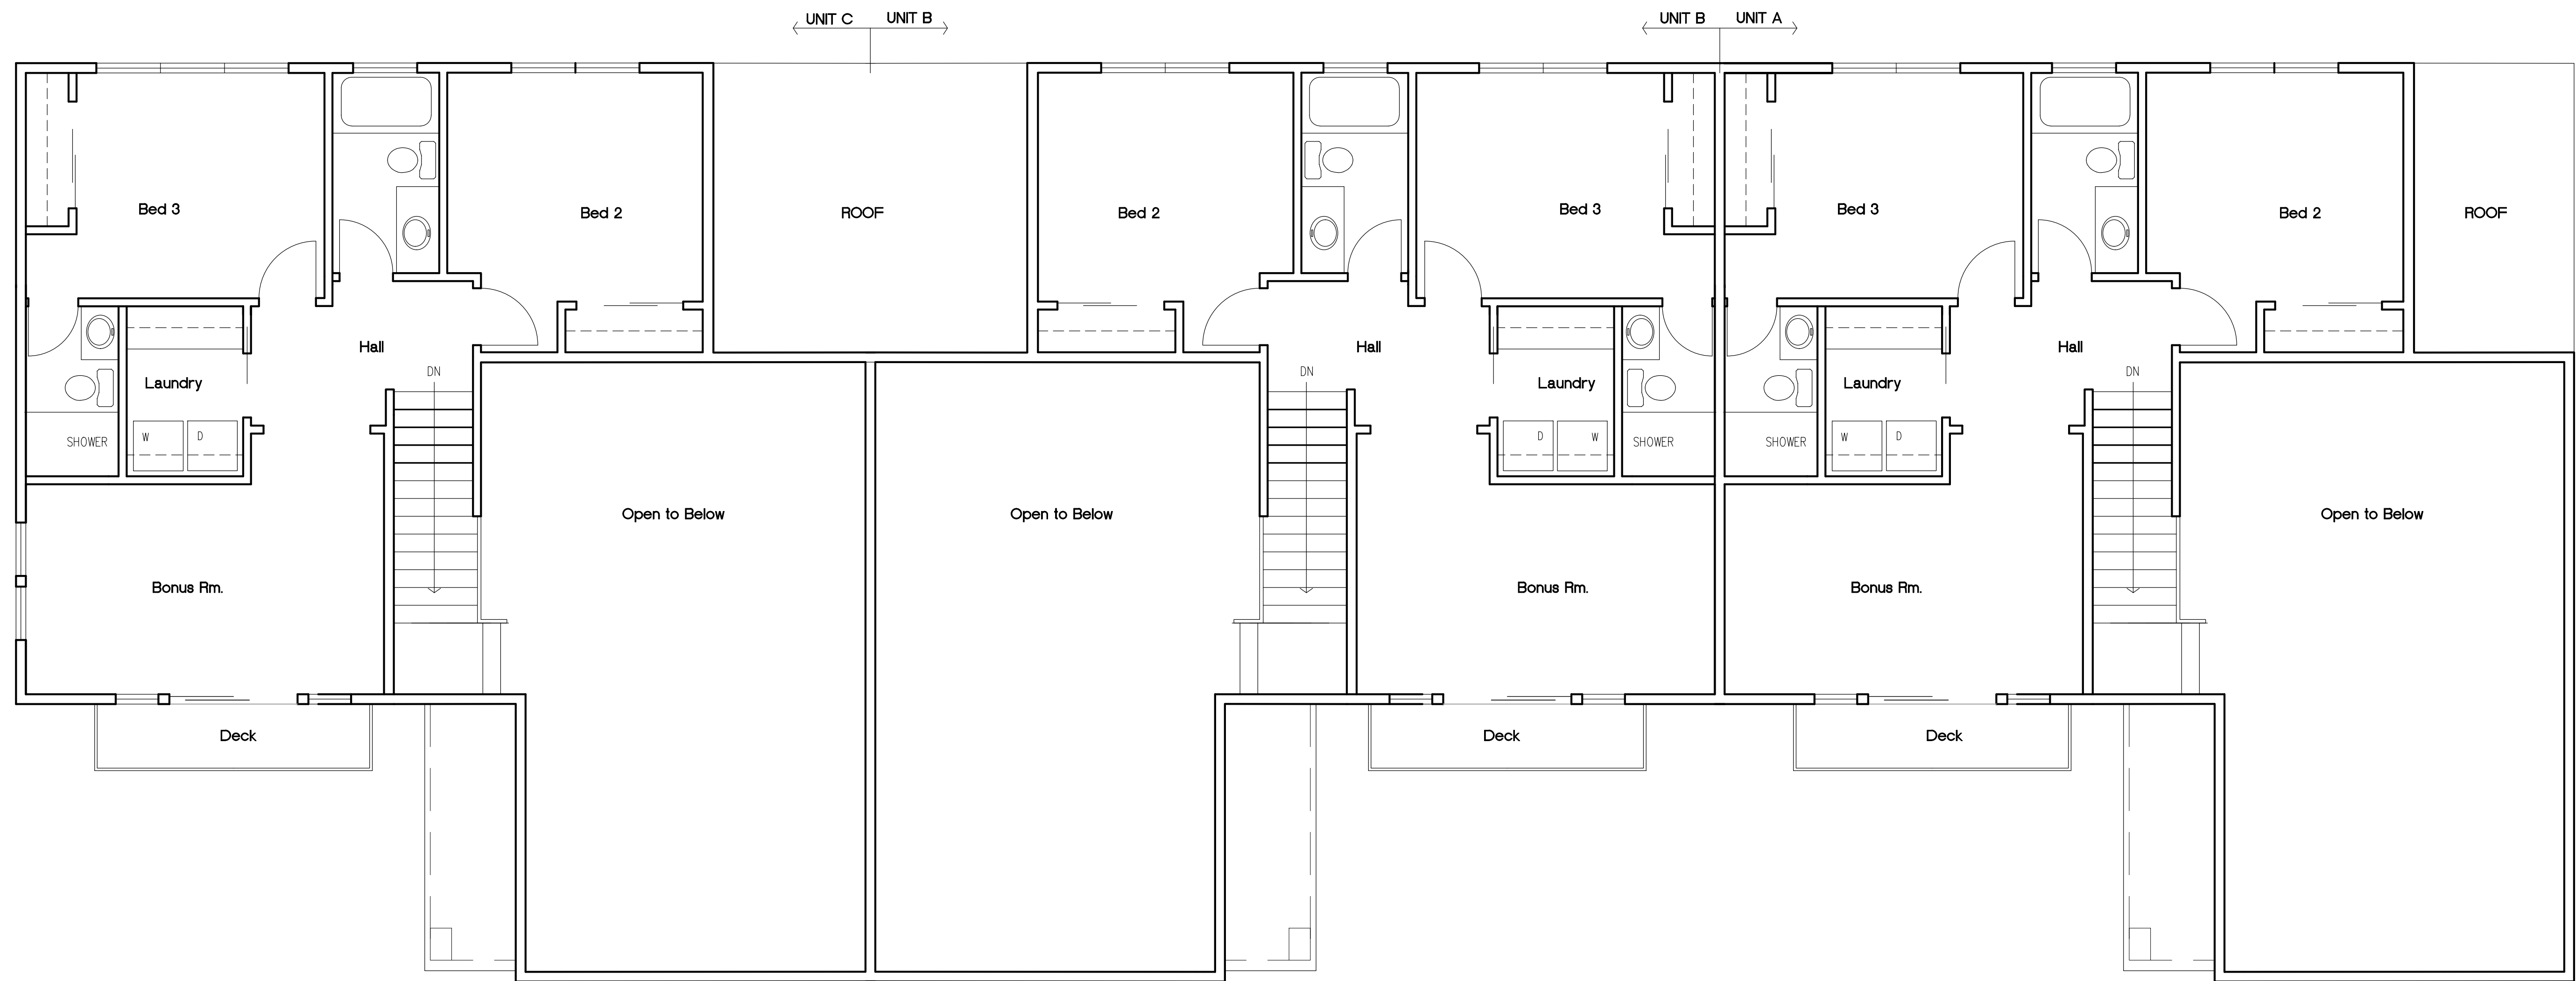 UNIT C UNIT B
UNIT B UNIT A
Bed 3
Bed 2
ROOF
Bed 2
Bed 3
Bed 3
Bed 2
ROOF
Hall
Hall
Hall
DN
DN
DN
Laundry
Laundry
Laundry
SHOWER
W
D
D
W
SHOWER
SHOWER
W
D
Open to Below
Open to Below
Open to Below
Bonus Rm.
Bonus Rm.
Bonus Rm.
Deck
Deck
Deck